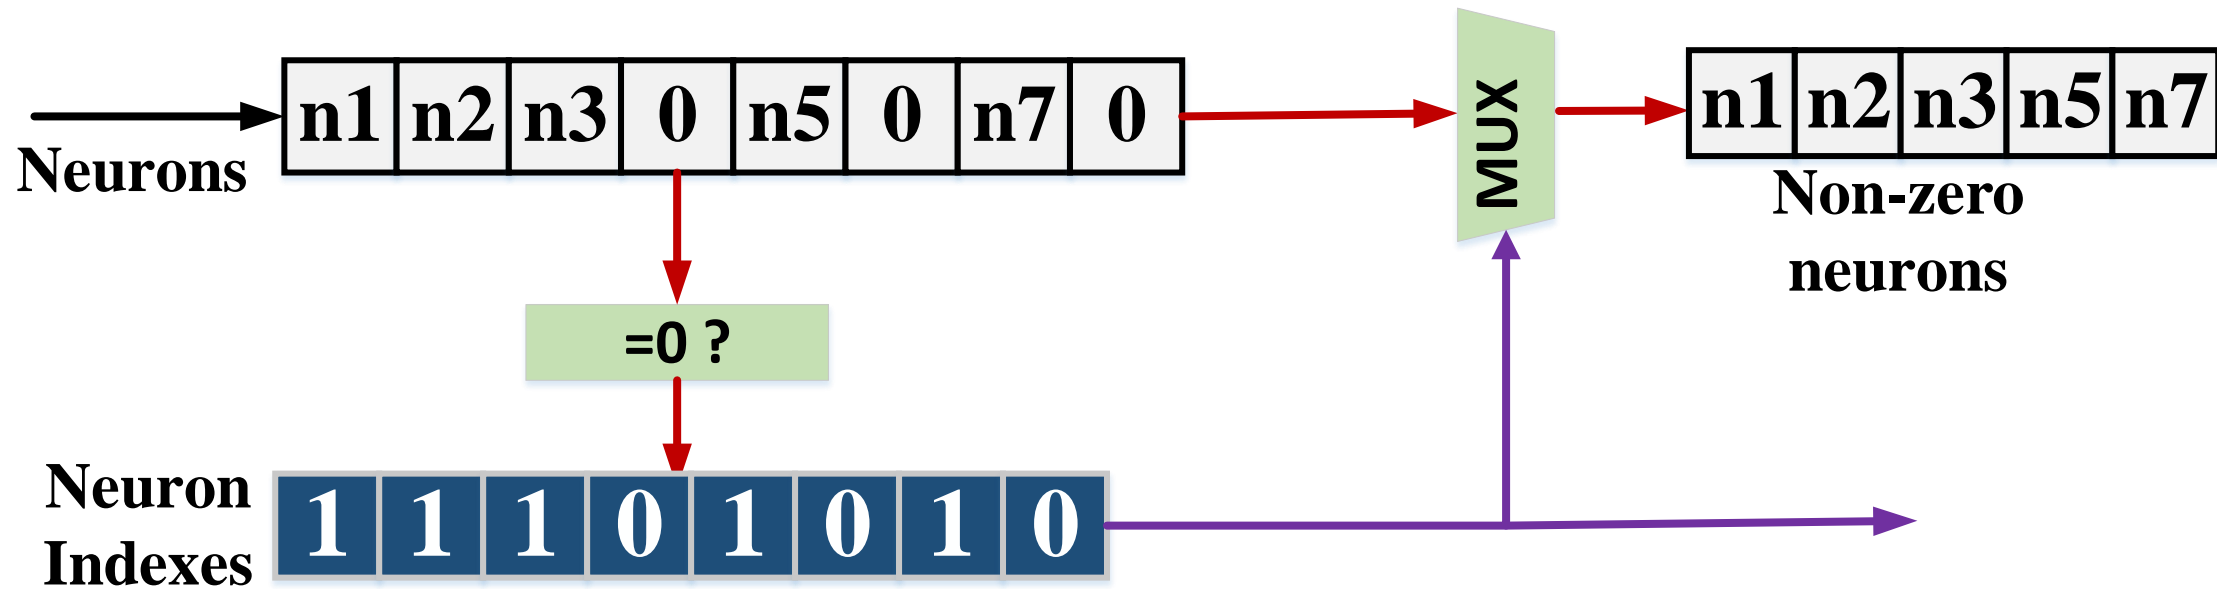 n1 n2 n3 0 n5 0 n7 0
MUX
n1 n2 n3 n5 n7
Neurons
Non-zero
neurons
=0 ?
Neuron
Indexes
1 1 1 0 1 0 1 0